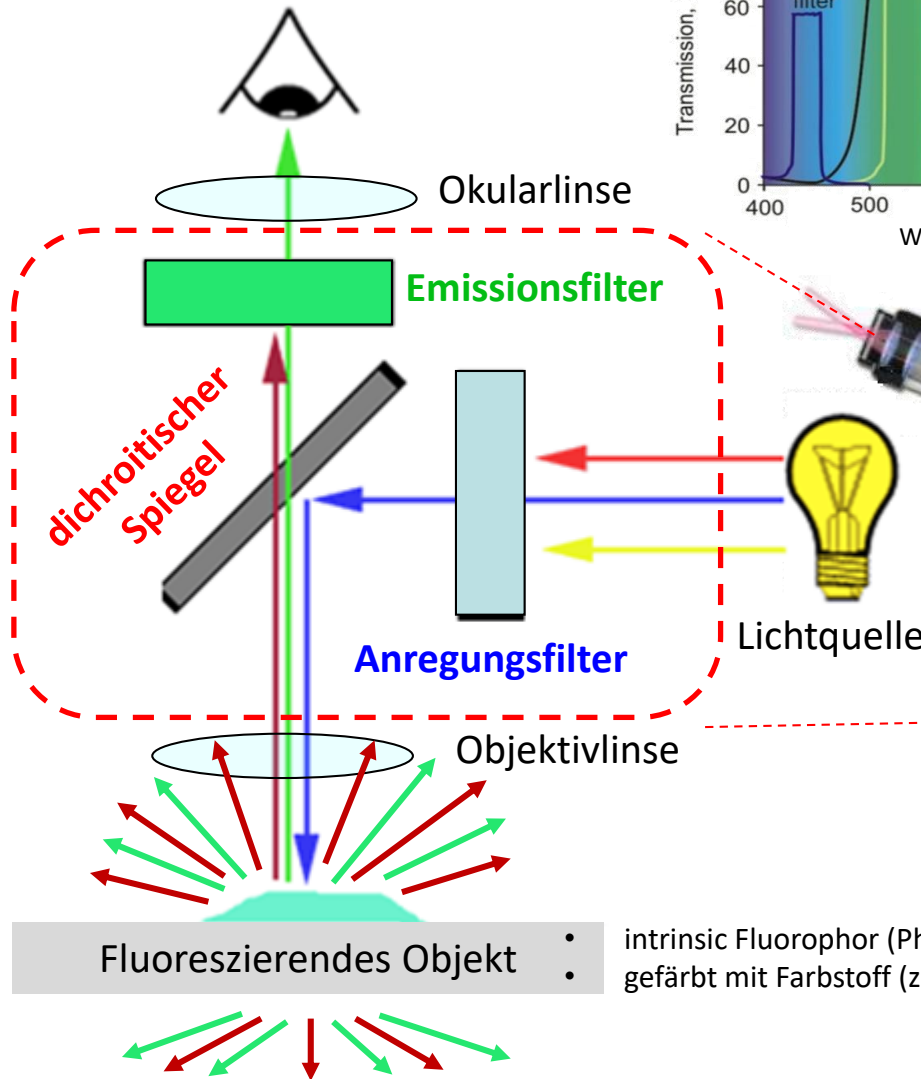 filter
Transmission,
60
40
20
0
400
500
W
Okularlinse
Emissionsfilter
dichroitischer
Spiegel
Anregungsfilter
Lichtquelle
Objektivlinse
Fluoreszierendes Objekt
• intrinsic Fluorophor (Ph
• gefärbt mit Farbstoff (z